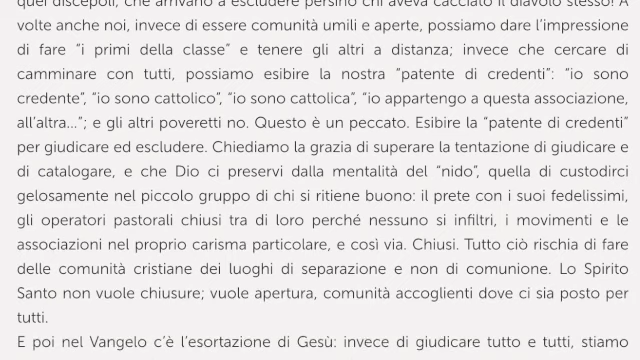 quei discepoli, che arrivano a escludere persino chi aveva cacciato il diavolo stesso! A
volte anche noi, invece di essere comunità umili e aperte, possiamo dare l’impressione
di fare “i primi della classe” e tenere gli altri a distanza; invece che cercare di
camminare con tutti, possiamo esibire la nostra “patente di credenti”: “io sono
credente”, “io sono cattolico”, “io sono cattolica”, “io appartengo a questa associazione,
all’altra…”; e gli altri poveretti no. Questo è un peccato. Esibire la “patente di credenti”
per giudicare ed escludere. Chiediamo la grazia di superare la tentazione di giudicare e
di catalogare, e che Dio ci preservi dalla mentalità del “nido”, quella di custodirci
gelosamente nel piccolo gruppo di chi si ritiene buono: il prete con i suoi fedelissimi,
gli operatori pastorali chiusi tra di loro perché nessuno si infiltri, i movimenti e le
associazioni nel proprio carisma particolare, e così via. Chiusi. Tutto ciò rischia di fare
delle comunità cristiane dei luoghi di separazione e non di comunione. Lo Spirito
Santo non vuole chiusure; vuole apertura, comunità accoglienti dove ci sia posto per
tutti.
E poi nel Vangelo c’è l’esortazione di Gesù: invece di giudicare tutto e tutti, stiamo